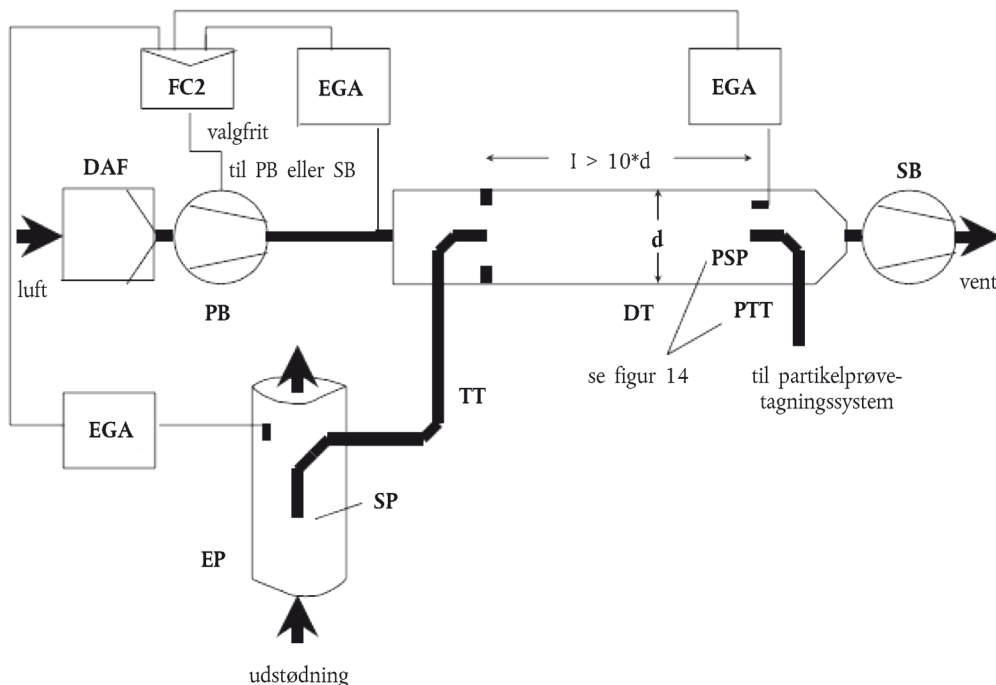 FC2
EGA
EGA
valgfrit
til PB eller SB
l > 10*d
DAF
SB
d
luft
PB
PSP
vent
DT
PTT
se figur 14
til partikelprøve-
tagningssystem
TT
EGA
SP
EP
udstødning